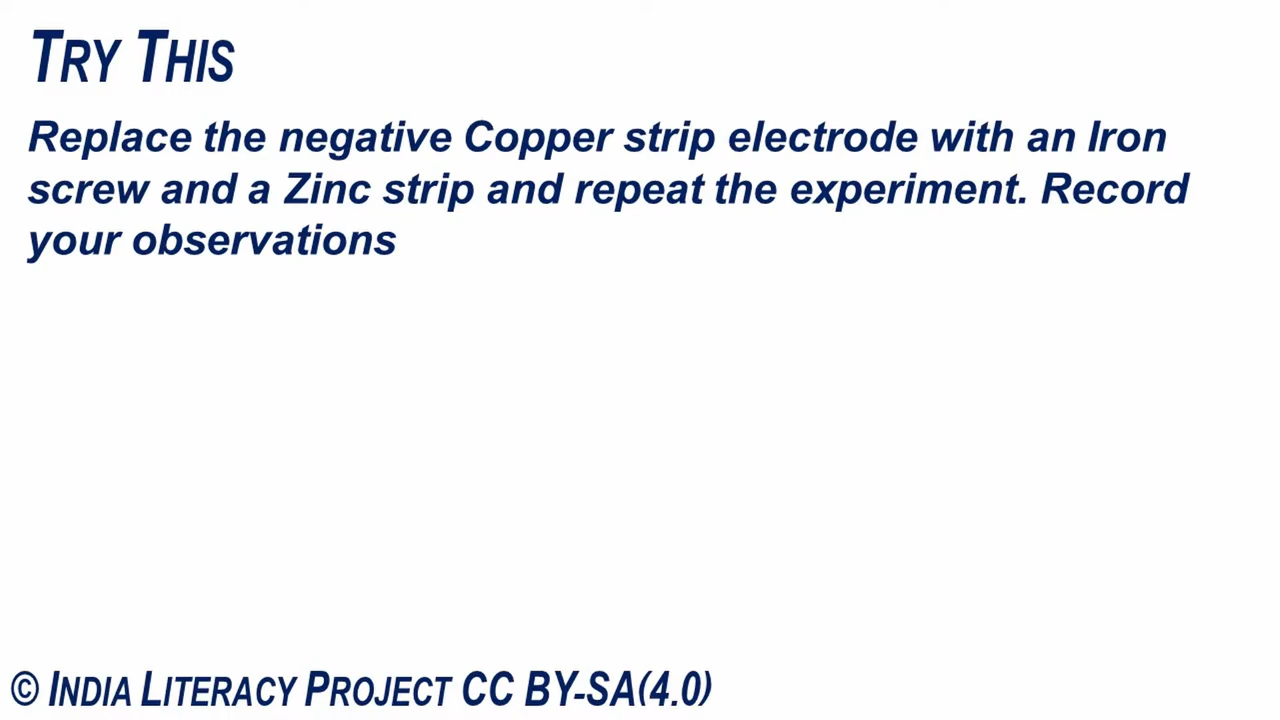 Try This
Replace the negative Copper strip electrode with an Iron
screw and a Zinc strip and repeat the experiment. Record
your observations
© India Literacy Project CC BY-SA(4.0)